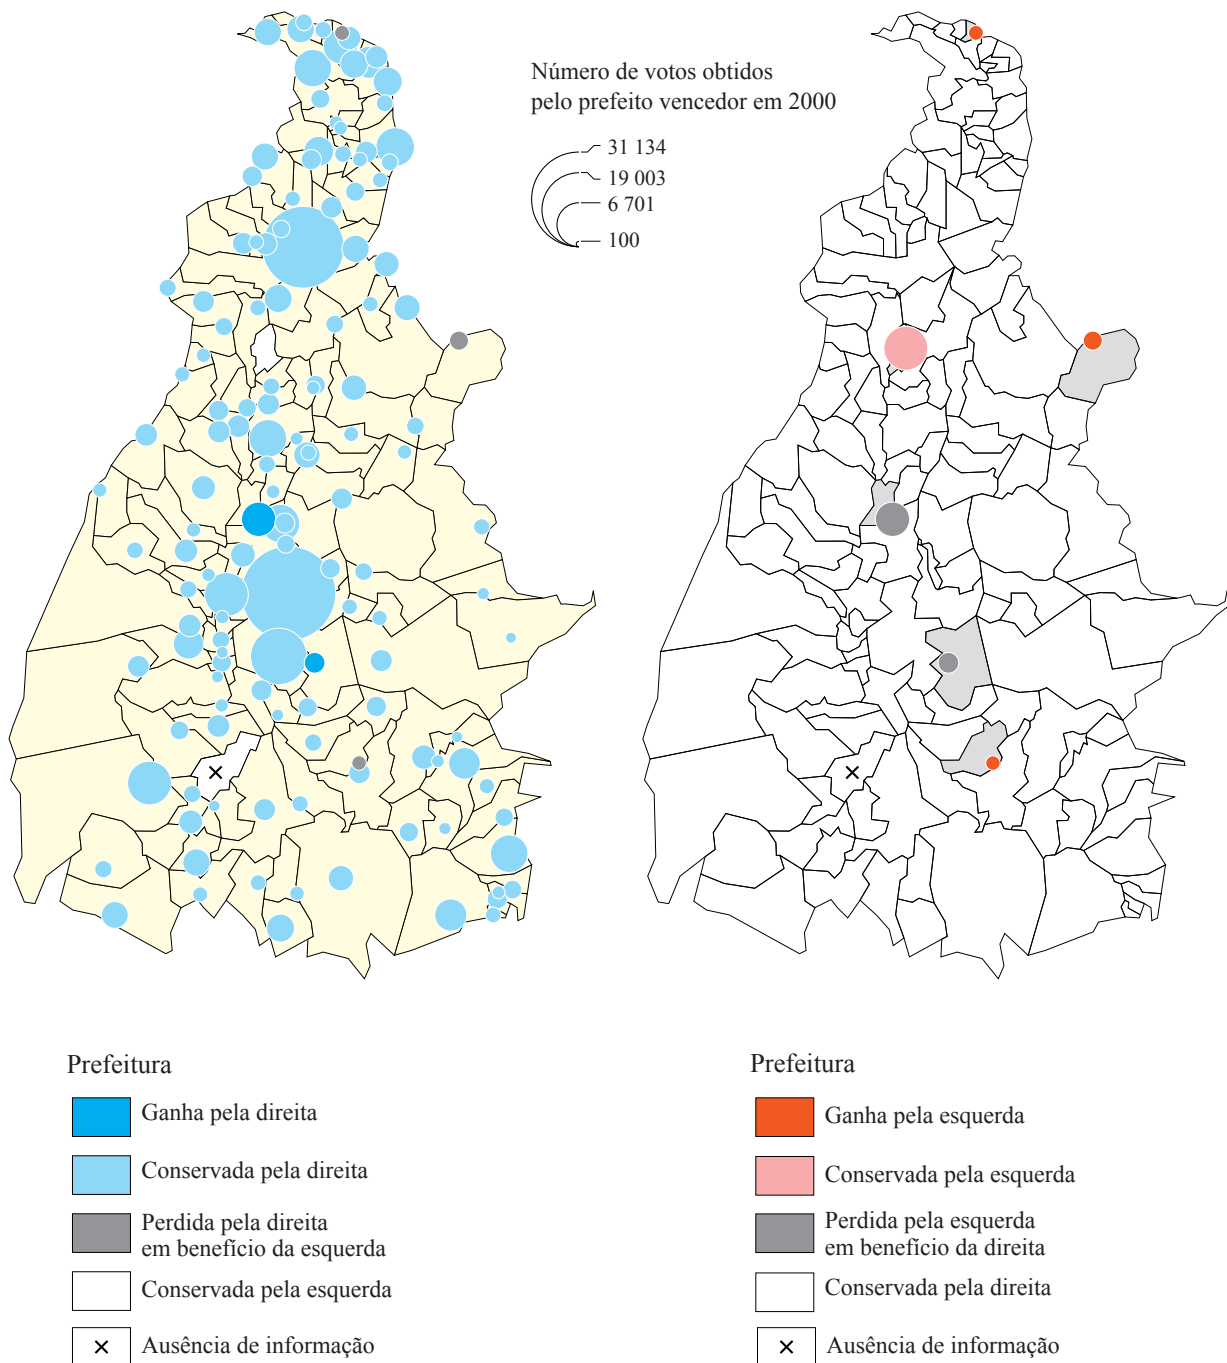 Número de votos obtidos
pelo prefeito vencedor em 2000
31 134
19 003
6 701
100
Prefeitura
Ganha pela direita
Conservada pela direita
Perdida pela direita
em benefício da esquerda
Conservada pela esquerda
Ausência de informação
Prefeitura
Ganha pela esquerda
Conservada pela esquerda
Perdida pela esquerda
em benefício da direita
Conservada pela direita
Ausência de informação